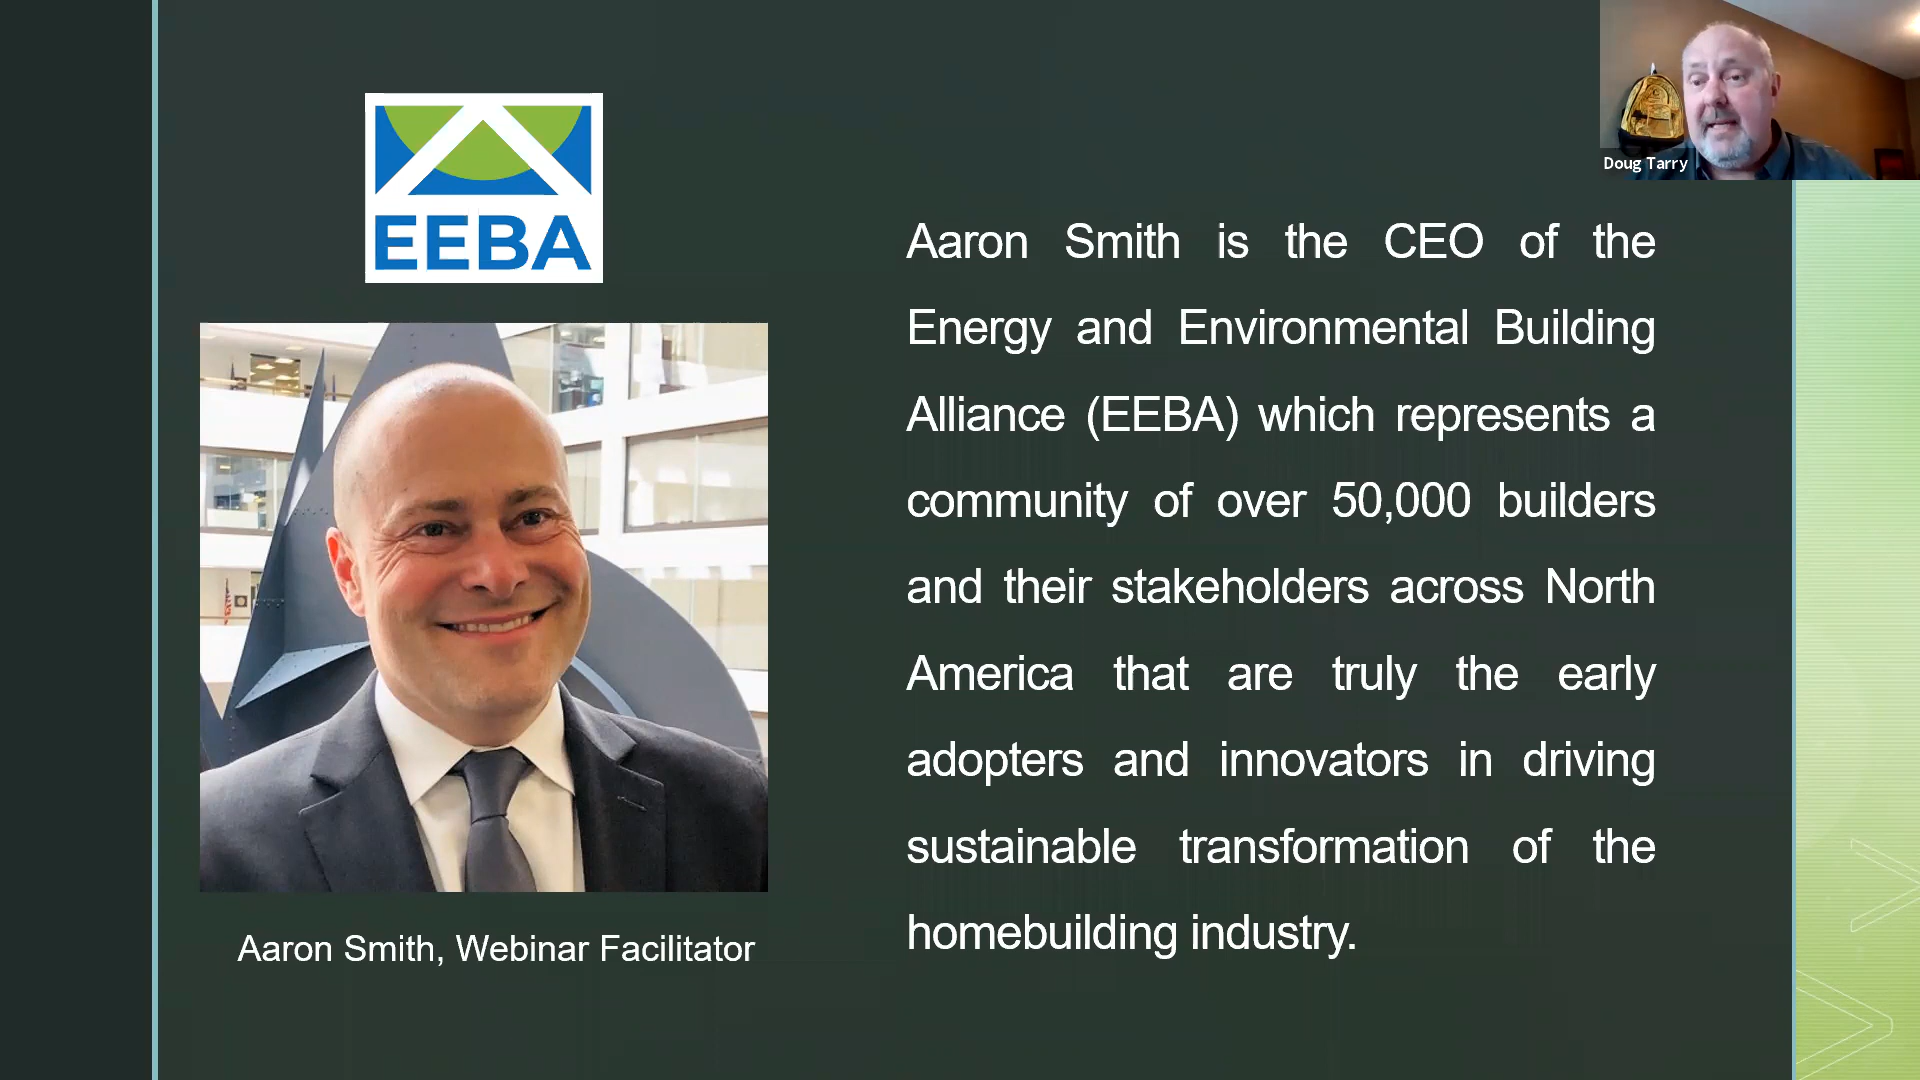 EEBA
Doug Tarry
Aaron Smith is the CEO of the
Energy and Environmental Building
Alliance (EEBA) which represents a
community of over 50,000 builders
and their stakeholders across North
America that are truly the early
adopters and innovators in driving
sustainable transformation of the
homebuilding industry.
Aaron Smith, Webinar Facilitator